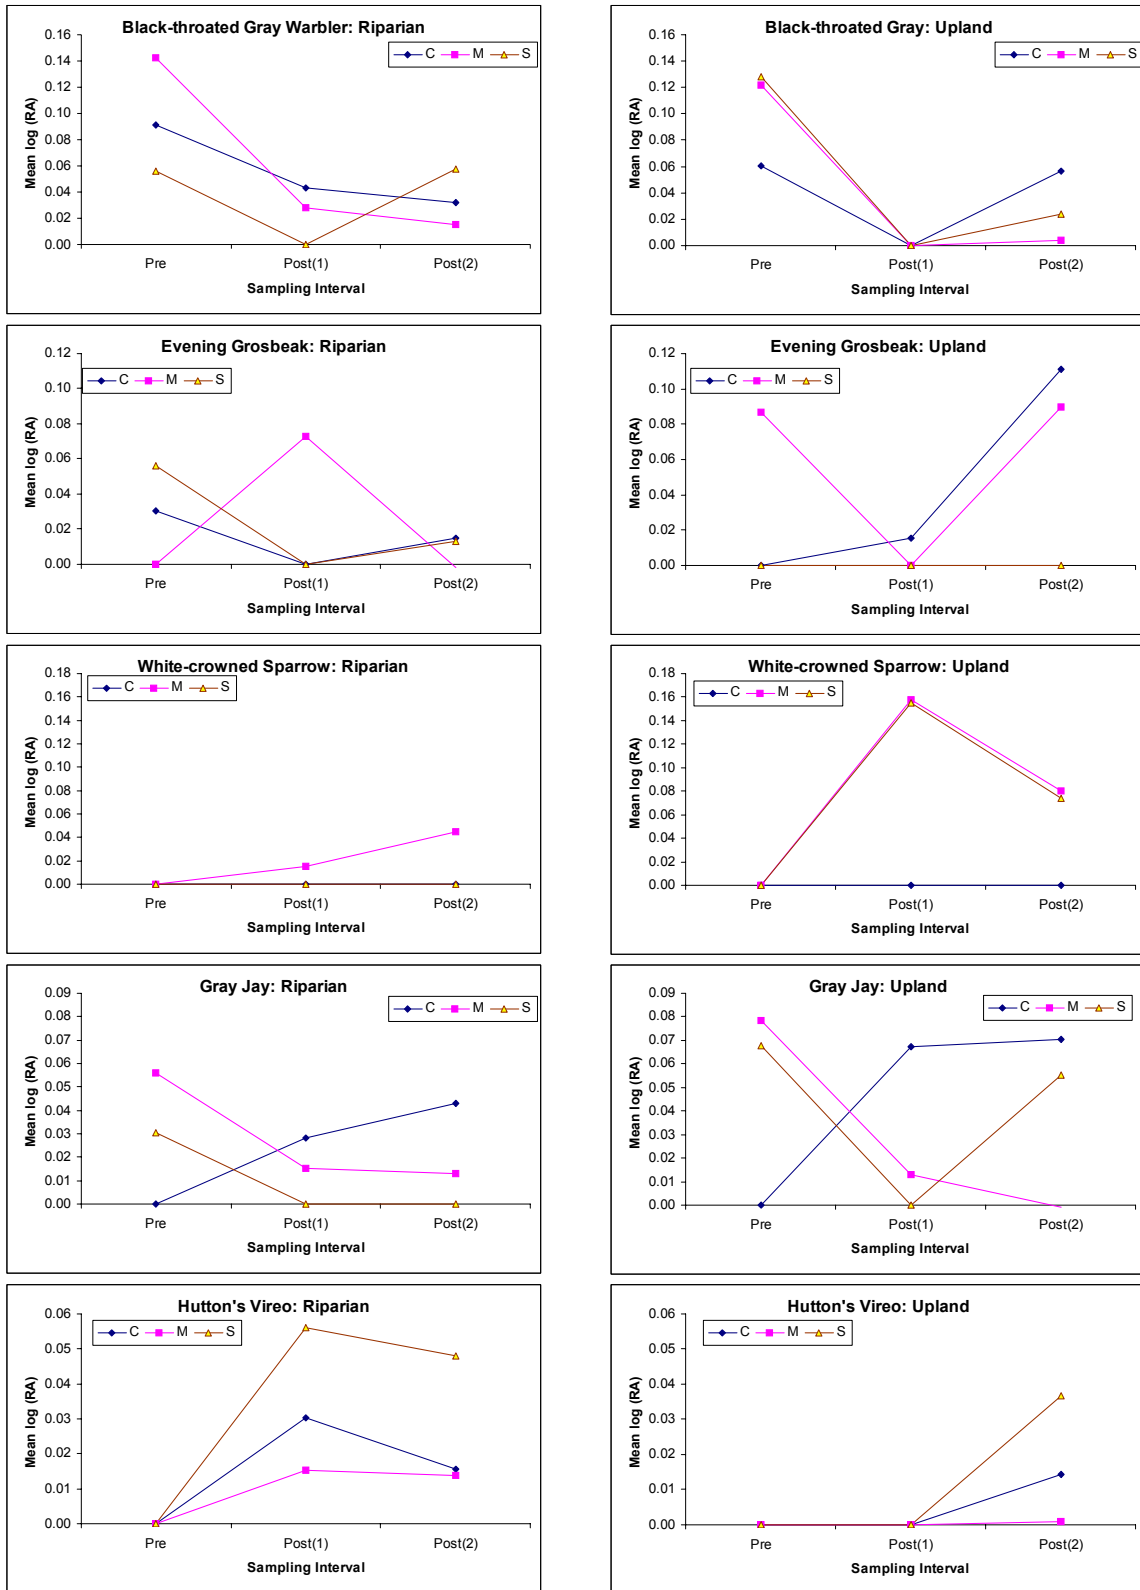 Black-throated Gray Warbler: Riparian
C M S
Mean log (RA)
0.16
0.14
0.12
0.10
0.08
0.06
0.04
0.02
0.00
Pre Post(1) Post(2)
Sampling Interval
Black-throated Gray: Upland
C M S
Mean log (RA)
0.16
0.14
0.12
0.10
0.08
0.06
0.04
0.02
0.00
Pre Post(1) Post(2)
Sampling Interval
Evening Grosbeak: Riparian
C M S
Mean log (RA)
0.12
0.10
0.08
0.06
0.04
0.02
0.00
Pre Post(1) Post(2)
Sampling Interval
Evening Grosbeak: Upland
C M S
Mean log (RA)
0.12
0.10
0.08
0.06
0.04
0.02
0.00
Pre Post(1) Post(2)
Sampling Interval
White-crowned Sparrow: Riparian
C M S
Mean log (RA)
0.18
0.16
0.14
0.12
0.10
0.08
0.06
0.04
0.02
0.00
Pre Post(1) Post(2)
Sampling Interval
White-crowned Sparrow: Upland
C M S
Mean log (RA)
0.18
0.16
0.14
0.12
0.10
0.08
0.06
0.04
0.02
0.00
Pre Post(1) Post(2)
Sampling Interval
Gray Jay: Riparian
C M S
Mean log (RA)
0.09
0.08
0.07
0.06
0.05
0.04
0.03
0.02
0.01
0.00
Pre Post(1) Post(2)
Sampling Interval
Gray Jay: Upland
C M S
Mean log (RA)
0.09
0.08
0.07
0.06
0.05
0.04
0.03
0.02
0.01
0.00
Pre Post(1) Post(2)
Sampling Interval
Hutton's Vireo: Riparian
C M S
Mean log (RA)
0.06
0.05
0.04
0.03
0.02
0.01
0.00
Pre Post(1) Post(2)
Sampling Interval
Hutton's Vireo: Upland
C M S
Mean log (RA)
0.06
0.05
0.04
0.03
0.02
0.01
0.00
Pre Post(1) Post(2)
Sampling Interval